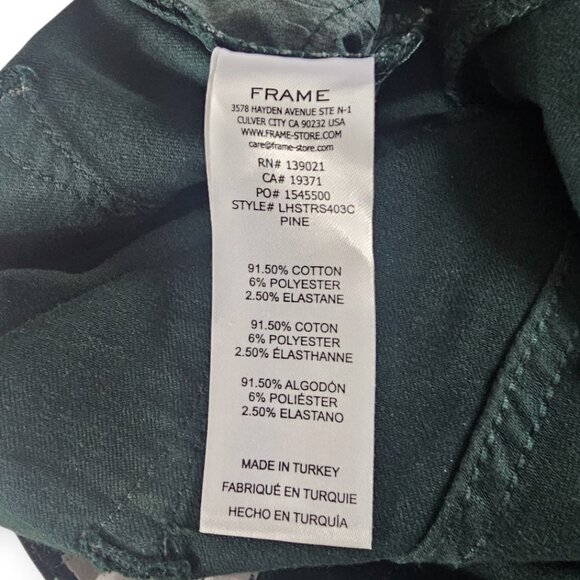 FRAME
3578 HAYDEN AVENUE STE N-1
CULVER CITY CA 90232 USA
WWW.FRAME-STORE.COM
care@frame-store.com
RN# 139021
CA# 19371
PO# 1545500
STYLE# LHSTRS403C
PINE
91.50% COTTON
6% POLYESTER
2.50% ELASTANE
91.50% COTON
6% POLYESTER
2.50% ÉLASTHANNE
91.50% ALGODÓN
6% POLIÉSTER
2.50% ELASTANO
MADE IN TURKEY
FABRIQUÉ EN TURQUIE
HECHO EN TURQUÍA